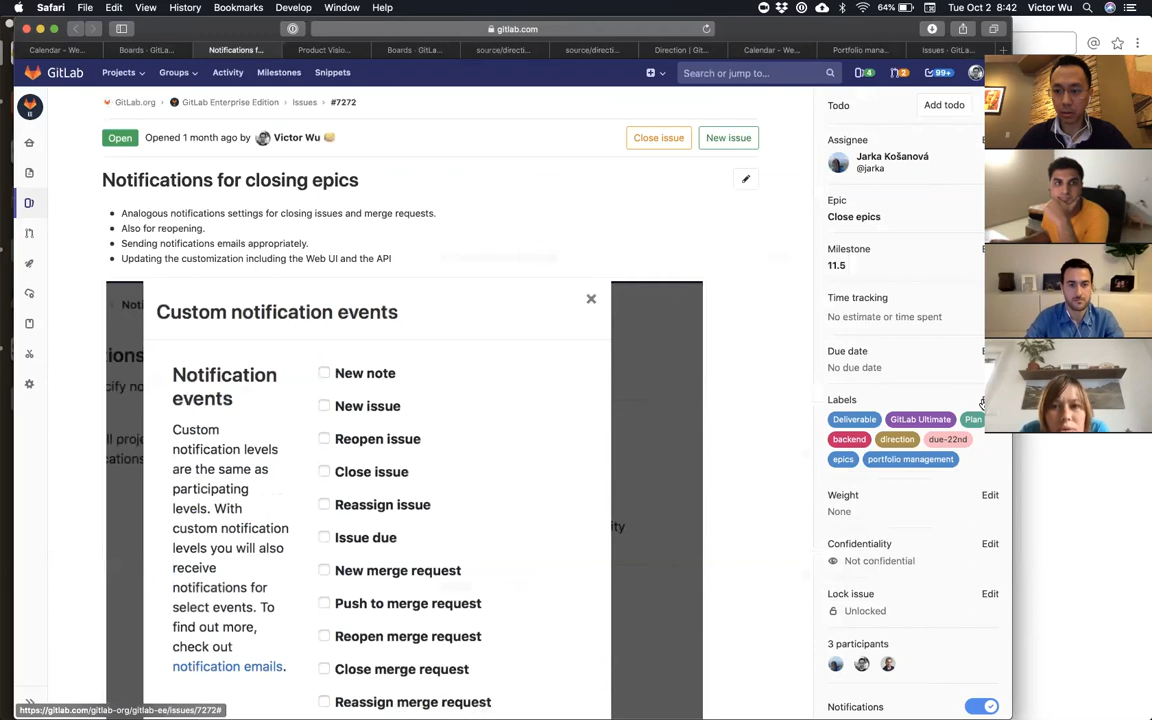 Safari File Edit View History Bookmarks Develop Window Help 64% Tue Oct 2 8:42 Victor Wu
gitlab.com
Calendar - We... Boards · GitLa... Notifications f... Product Visio... Boards · GitLa... source/directi... source/directi... Direction | GitL... Calendar - We... Portfolio mana... Issues · GitLa...
GitLab Projects Groups Activity Milestones Snippets Search or jump to... 4 2 99+
GitLab.org > GitLab Enterprise Edition > Issues > #7272
Open Opened 1 month ago by Victor Wu Close issue New issue
Notifications for closing epics
• Analogous notifications settings for closing issues and merge requests.
• Also for reopening.
• Sending notifications emails appropriately.
• Updating the customization including the Web UI and the API
Custom notification events ×
Notification
events
Custom
notification levels
are the same as
participating
levels. With
custom notification
levels you will also
receive
notifications for
select events. To
find out more,
check out
notification emails.
New note
New issue
Reopen issue
Close issue
Reassign issue
Issue due
New merge request
Push to merge request
Reopen merge request
Close merge request
Reassign merge request
Todo Add todo
Assignee
Jarka Košanová
@jarka
Epic
Close epics
Milestone
11.5
Time tracking
No estimate or time spent
Due date
No due date
Labels
Deliverable GitLab Ultimate Plan
backend direction due-22nd
epics portfolio management
Weight Edit
None
Confidentiality Edit
Not confidential
Lock issue Edit
Unlocked
3 participants
Notifications
https://gitlab.com/gitlab-org/gitlab-ee/issues/7272#